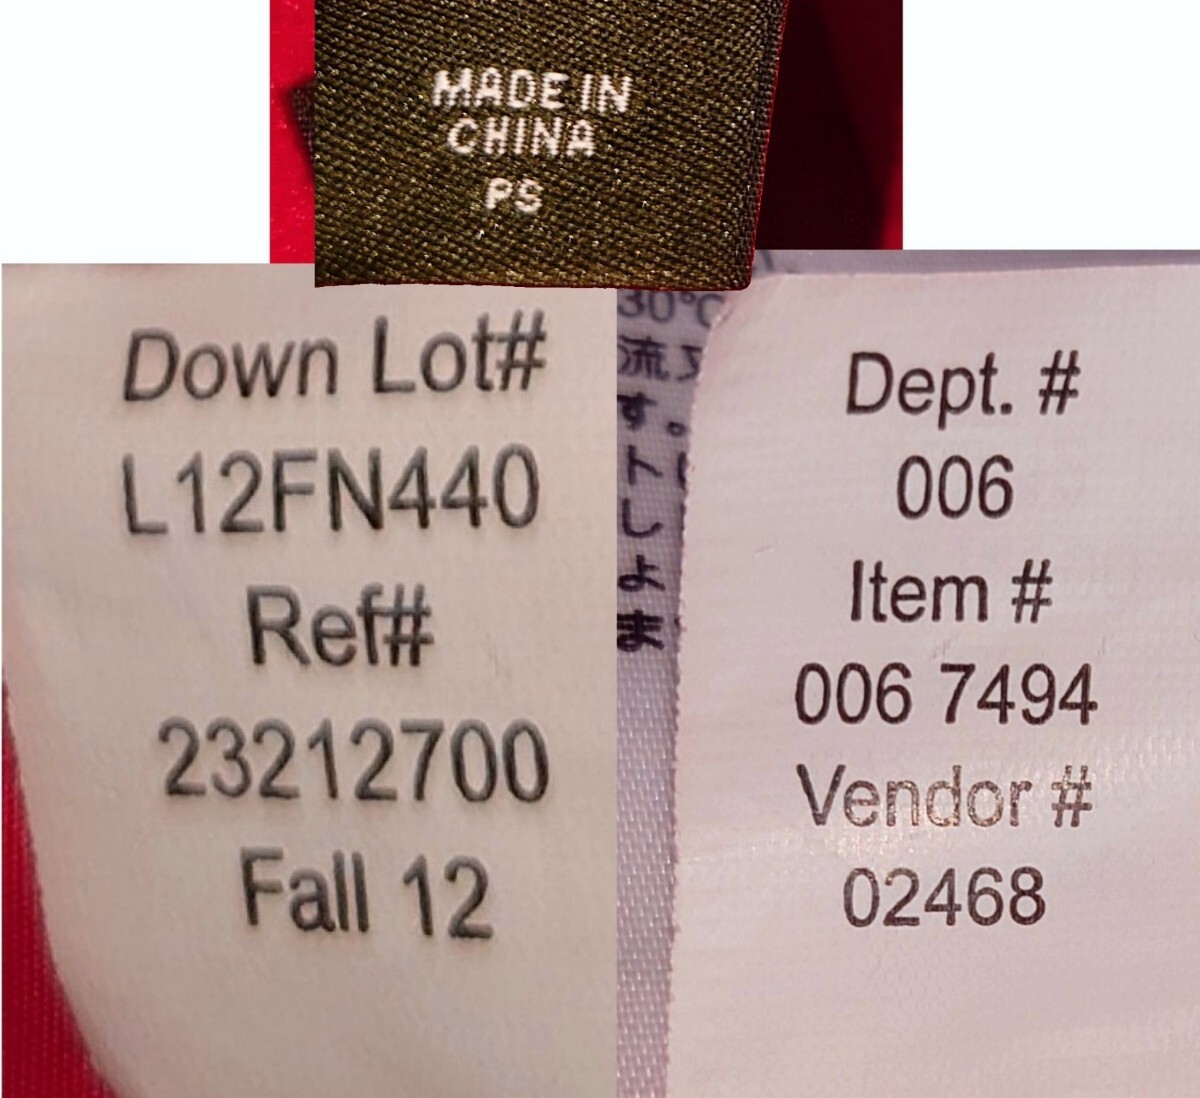 MADE IN
CHINA
PS
Down Lot#
L12FN440
Ref#
23212700
Fall 12
30°C
流
す。
ト
し
よ
ま
Dept. #
006
Item #
006 7494
Vendor #
02468